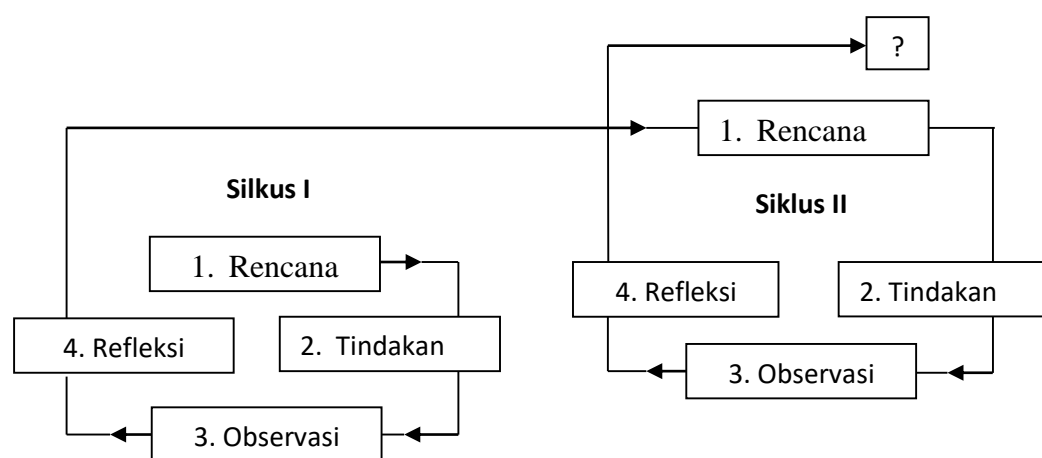 Silkus I
1. Rencana
2. Tindakan
3. Observasi
4. Refleksi
?
1. Rencana
Siklus II
2. Tindakan
3. Observasi
4. Refleksi